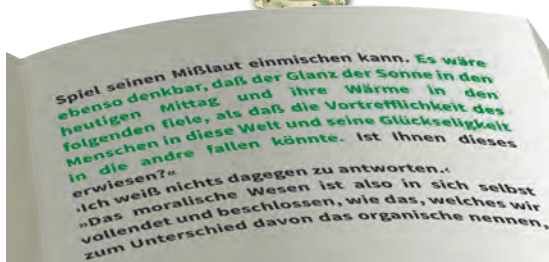 Spiel seinen Mißlaut einmischen kann. Es wäre
ebenso denkbar, daß der Glanz der Sonne in den
heutigen Mittag und ihre Wärme in den
folgenden fiele, als daß die Vortrefflichkeit des
Menschen in diese Welt und seine Glückseligkeit
in die andre fallen könnte. Ist Ihnen dieses
erwiesen?«
›Ich weiß nichts dagegen zu antworten.‹
»Das moralische Wesen ist also in sich selbst
vollendet und beschlossen, wie das, welches wir
zum Unterschied davon das organische nennen,